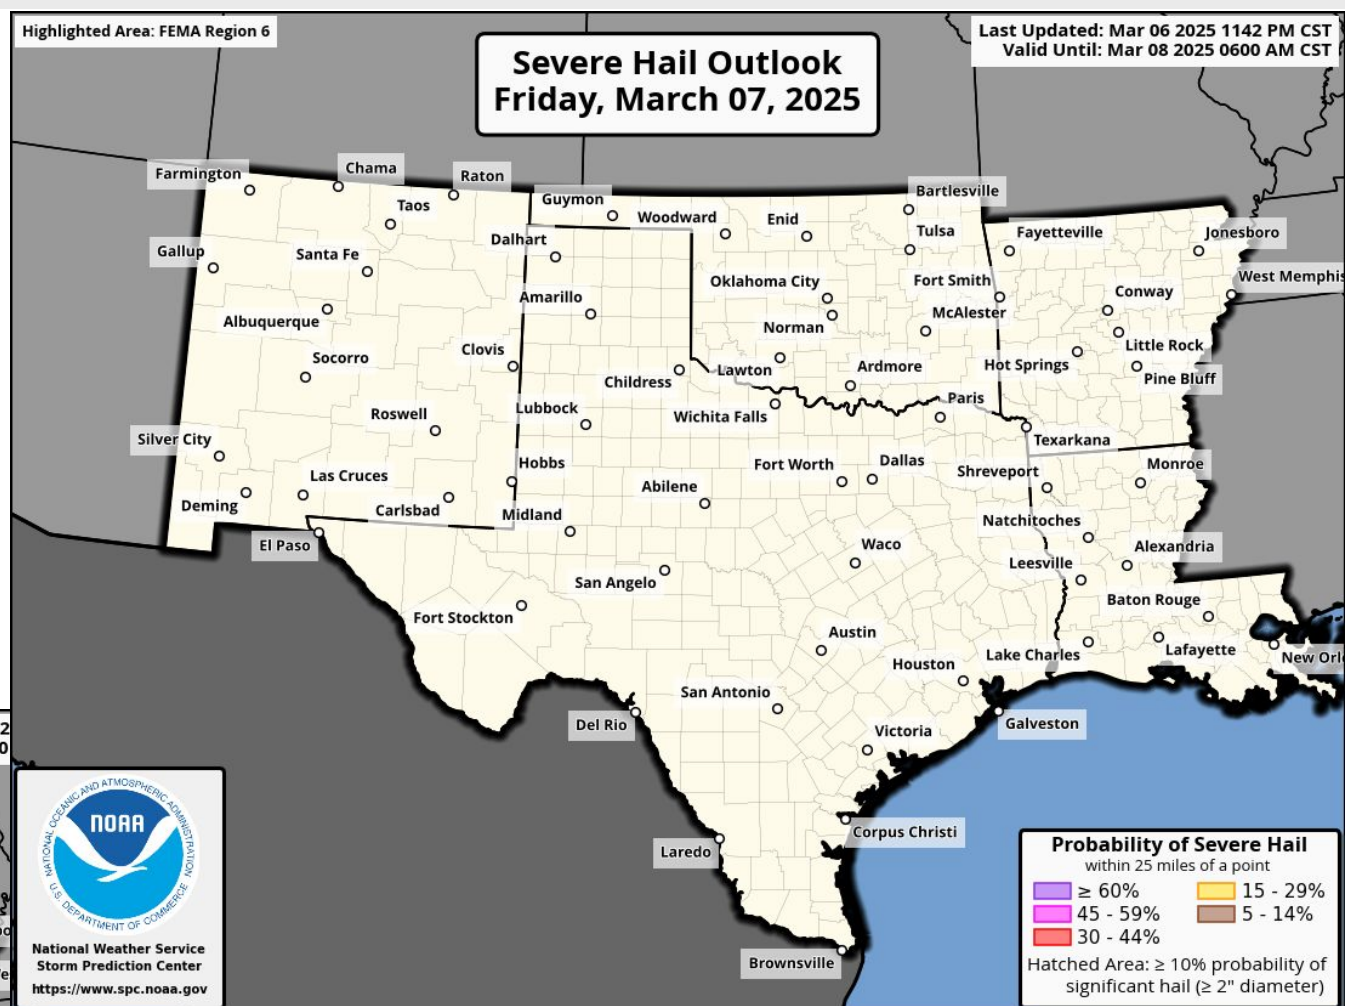 Highlighted Area: FEMA Region 6
Last Updated: Mar 06 2025 1142 PM CST
Valid Until: Mar 08 2025 0600 AM CST
Severe Hail Outlook
Friday, March 07, 2025
Farmington
Chama
Raton
Taos
Guymon
Woodward
Enid
Bartlesville
Tulsa
Fayetteville
Jonesboro
Gallup
Santa Fe
Dalhart
Oklahoma City
Fort Smith
West Memphis
Albuquerque
Amarillo
Norman
McAlester
Conway
Little Rock
Socorro
Clovis
Childress
Lawton
Ardmore
Hot Springs
Pine Bluff
Roswell
Lubbock
Wichita Falls
Paris
Texarkana
Silver City
Las Cruces
Hobbs
Abilene
Fort Worth
Dallas
Shreveport
Monroe
Deming
Carlsbad
Midland
Natchitoches
El Paso
San Angelo
Waco
Leesville
Alexandria
Fort Stockton
Austin
Baton Rouge
Houston
Lake Charles
Lafayette
New Orl
Del Rio
San Antonio
Victoria
Galveston
Laredo
Corpus Christi
Brownsville
2
0
NATIONAL OCEANIC AND ATMOSPHERIC ADMINISTRATION
NOAA
U.S. DEPARTMENT OF COMMERCE
National Weather Service
Storm Prediction Center
https://www.spc.noaa.gov
Probability of Severe Hail
within 25 miles of a point
≥ 60%
15 - 29%
45 - 59%
5 - 14%
30 - 44%
Hatched Area: ≥ 10% probability of
significant hail (≥ 2" diameter)